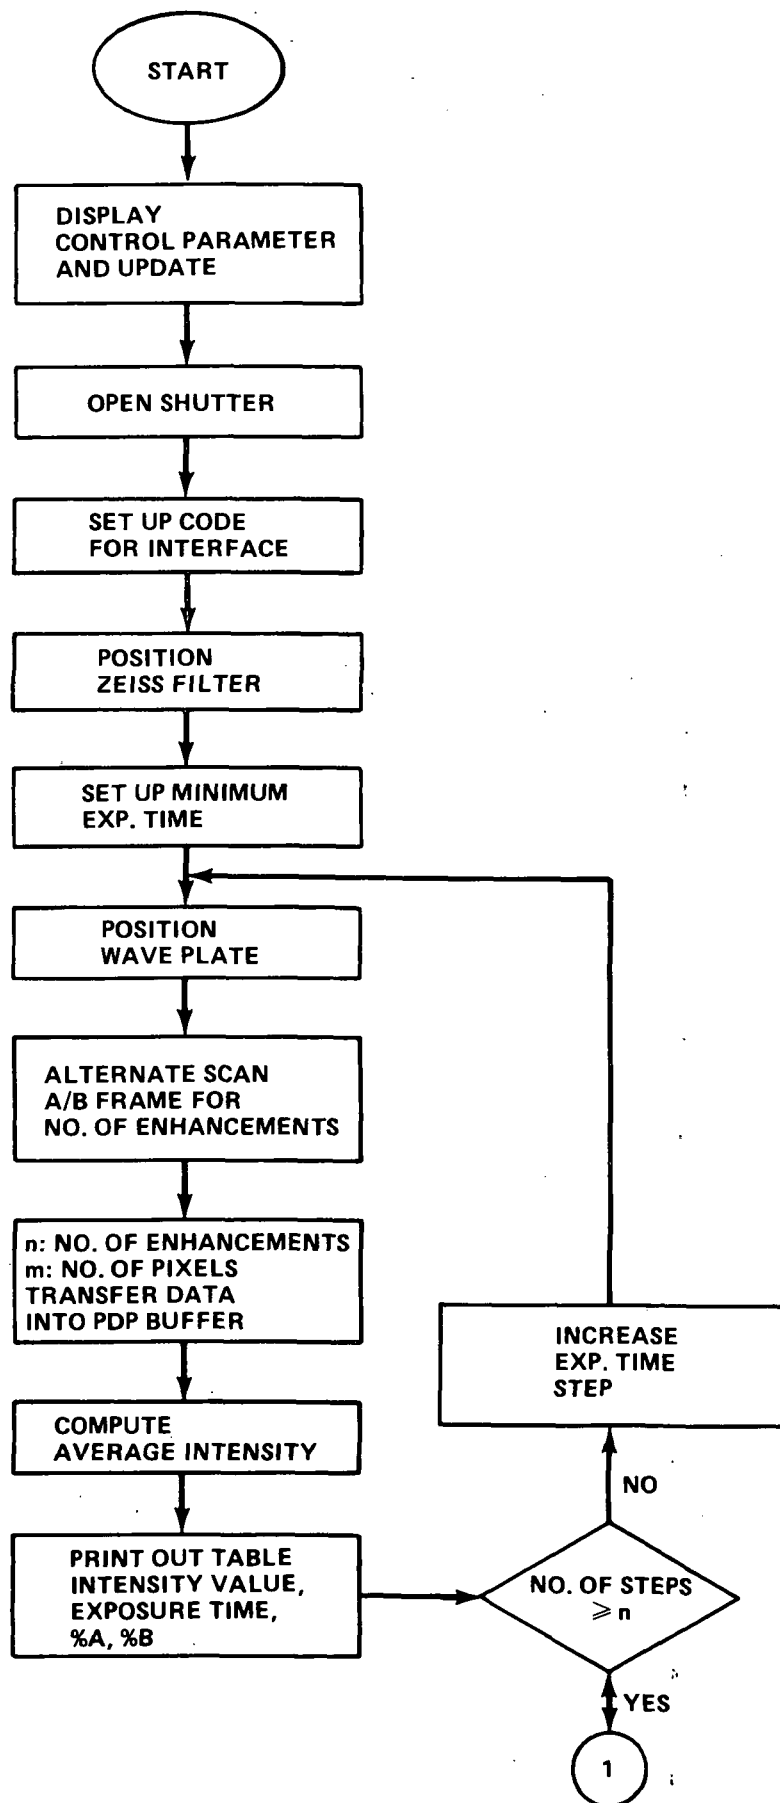 START
DISPLAY
CONTROL PARAMETER
AND UPDATE
OPEN SHUTTER
SET UP CODE
FOR INTERFACE
POSITION
ZEISS FILTER
SET UP MINIMUM
EXP. TIME
POSITION
WAVE PLATE
ALTERNATE SCAN
A/B FRAME FOR
NO. OF ENHANCEMENTS
n: NO. OF ENHANCEMENTS
m: NO. OF PIXELS
TRANSFER DATA
INTO PDP BUFFER
COMPUTE
AVERAGE INTENSITY
PRINT OUT TABLE
INTENSITY VALUE,
EXPOSURE TIME,
%A, %B
INCREASE
EXP. TIME
STEP
NO
NO. OF STEPS
⩾ n
YES
1